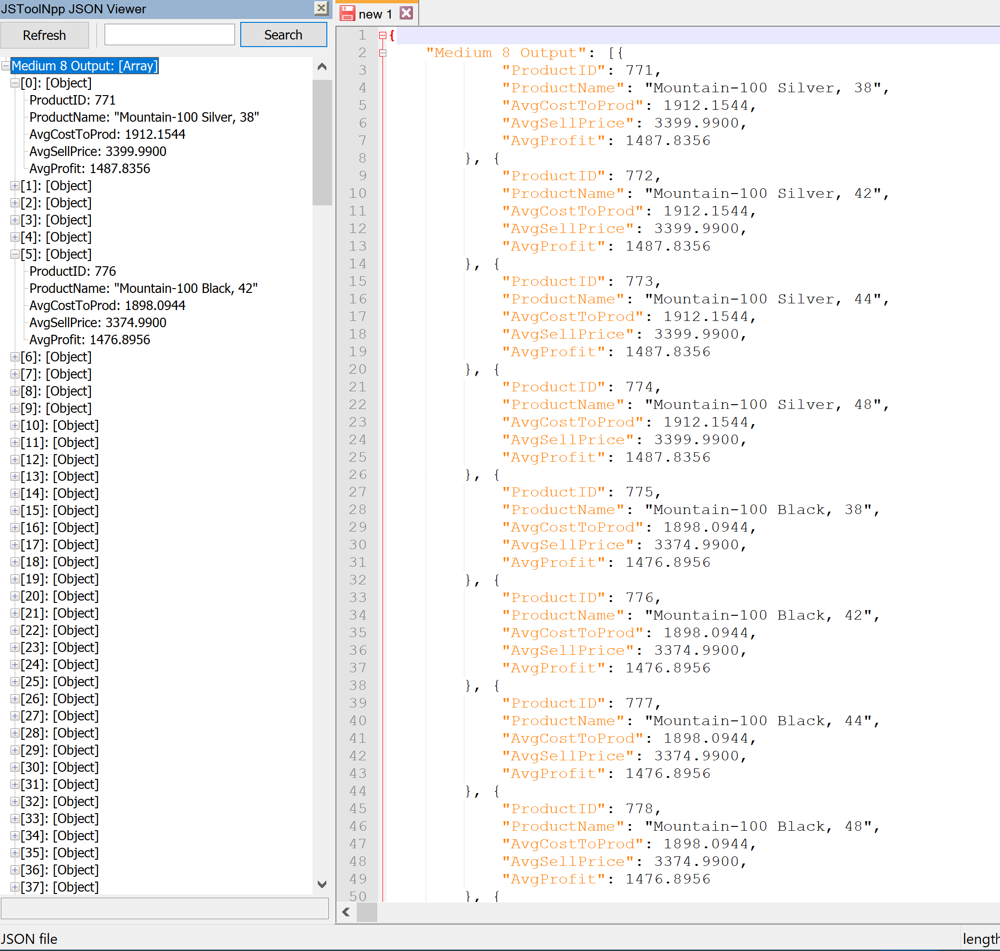 JSToolNpp JSON Viewer
Refresh
Search
Medium 8 Output: [Array]
[0]: [Object]
ProductID: 771
ProductName: "Mountain-100 Silver, 38"
AvgCostToProd: 1912.1544
AvgSellPrice: 3399.9900
AvgProfit: 1487.8356
[1]: [Object]
[2]: [Object]
[3]: [Object]
[4]: [Object]
[5]: [Object]
ProductID: 776
ProductName: "Mountain-100 Black, 42"
AvgCostToProd: 1898.0944
AvgSellPrice: 3374.9900
AvgProfit: 1476.8956
[6]: [Object]
[7]: [Object]
[8]: [Object]
[9]: [Object]
[10]: [Object]
[11]: [Object]
[12]: [Object]
[13]: [Object]
[14]: [Object]
[15]: [Object]
[16]: [Object]
[17]: [Object]
[18]: [Object]
[19]: [Object]
[20]: [Object]
[21]: [Object]
[22]: [Object]
[23]: [Object]
[24]: [Object]
[25]: [Object]
[26]: [Object]
[27]: [Object]
[28]: [Object]
[29]: [Object]
[30]: [Object]
[31]: [Object]
[32]: [Object]
[33]: [Object]
[34]: [Object]
[35]: [Object]
[36]: [Object]
[37]: [Object]
new 1
1 {
2 "Medium 8 Output": [{
3 "ProductID": 771,
4 "ProductName": "Mountain-100 Silver, 38",
5 "AvgCostToProd": 1912.1544,
6 "AvgSellPrice": 3399.9900,
7 "AvgProfit": 1487.8356
8 }, {
9 "ProductID": 772,
10 "ProductName": "Mountain-100 Silver, 42",
11 "AvgCostToProd": 1912.1544,
12 "AvgSellPrice": 3399.9900,
13 "AvgProfit": 1487.8356
14 }, {
15 "ProductID": 773,
16 "ProductName": "Mountain-100 Silver, 44",
17 "AvgCostToProd": 1912.1544,
18 "AvgSellPrice": 3399.9900,
19 "AvgProfit": 1487.8356
20 }, {
21 "ProductID": 774,
22 "ProductName": "Mountain-100 Silver, 48",
23 "AvgCostToProd": 1912.1544,
24 "AvgSellPrice": 3399.9900,
25 "AvgProfit": 1487.8356
26 }, {
27 "ProductID": 775,
28 "ProductName": "Mountain-100 Black, 38",
29 "AvgCostToProd": 1898.0944,
30 "AvgSellPrice": 3374.9900,
31 "AvgProfit": 1476.8956
32 }, {
33 "ProductID": 776,
34 "ProductName": "Mountain-100 Black, 42",
35 "AvgCostToProd": 1898.0944,
36 "AvgSellPrice": 3374.9900,
37 "AvgProfit": 1476.8956
38 }, {
39 "ProductID": 777,
40 "ProductName": "Mountain-100 Black, 44",
41 "AvgCostToProd": 1898.0944,
42 "AvgSellPrice": 3374.9900,
43 "AvgProfit": 1476.8956
44 }, {
45 "ProductID": 778,
46 "ProductName": "Mountain-100 Black, 48",
47 "AvgCostToProd": 1898.0944,
48 "AvgSellPrice": 3374.9900,
49 "AvgProfit": 1476.8956
50 }, {
JSON file
length